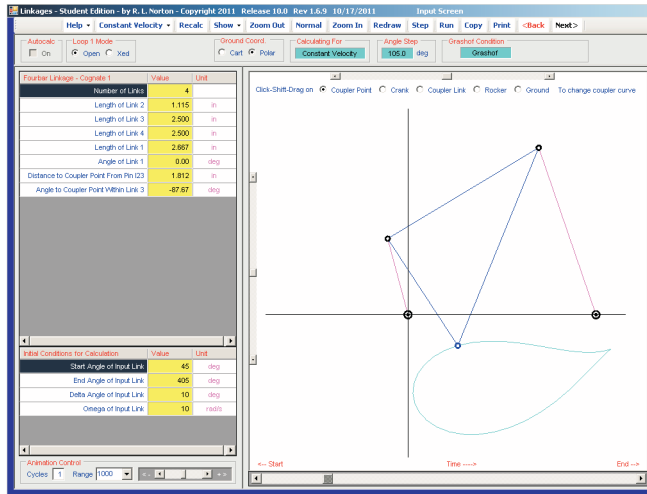 Linkages - Student Edition - by R. L. Norton - Copyright 2011 Release 10.0 Rev 1.6.9 10/17/2011 Input Screen
Help Constant Velocity Recalc Show Zoom Out Normal Zoom In Redraw Step Run Copy Print <Back Next>
Autocalc Loop 1 Mode Ground Coord. Calculating For Angle Step Grashof Condition
On Open Xed Cart Polar Constant Velocity 105.0 deg Grashof
Fourbar Linkage - Cognate 1 Value Unit
Number of Links 4
Length of Link 2 1.115 in
Length of Link 3 2.500 in
Length of Link 4 2.500 in
Length of Link 1 2.667 in
Angle of Link 1 0.00 deg
Distance to Coupler Point From Pin I23 1.812 in
Angle to Coupler Point Within Link 3 -87.67 deg
Click-Shift-Drag on Coupler Point Crank Coupler Link Rocker Ground To change coupler curve
Initial Conditions for Calculation Value Unit
Start Angle of Input Link 45 deg
End Angle of Input Link 405 deg
Delta Angle of Input Link 10 deg
Omega of Input Link 10 rad/s
Animation Control
Cycles 1 Range 1000
<-- Start Time ----> End -->